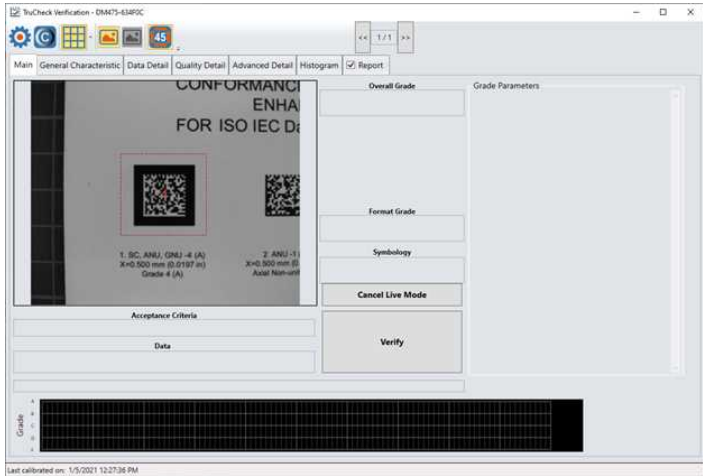 TruCheck Verification - DM475-634F0C
45
<< 1 / 1 >>
Main General Characteristic Data Detail Quality Detail Advanced Detail Histogram Report
CONFORMANC
ENHA
FOR ISO IEC Da
4
1. SC, ANU, GNU -4 (A)
X=0.500 mm (0.0197 in)
Grade 4 (A)
2. ANU -1
X=0.500 mm (0
Axial Non-unif
Overall Grade
Grade Parameters
Format Grade
Symbology
Cancel Live Mode
Verify
Acceptance Criteria
Data
Grade
A
B
C
D
F
Last calibrated on: 1/5/2021 12:27:36 PM